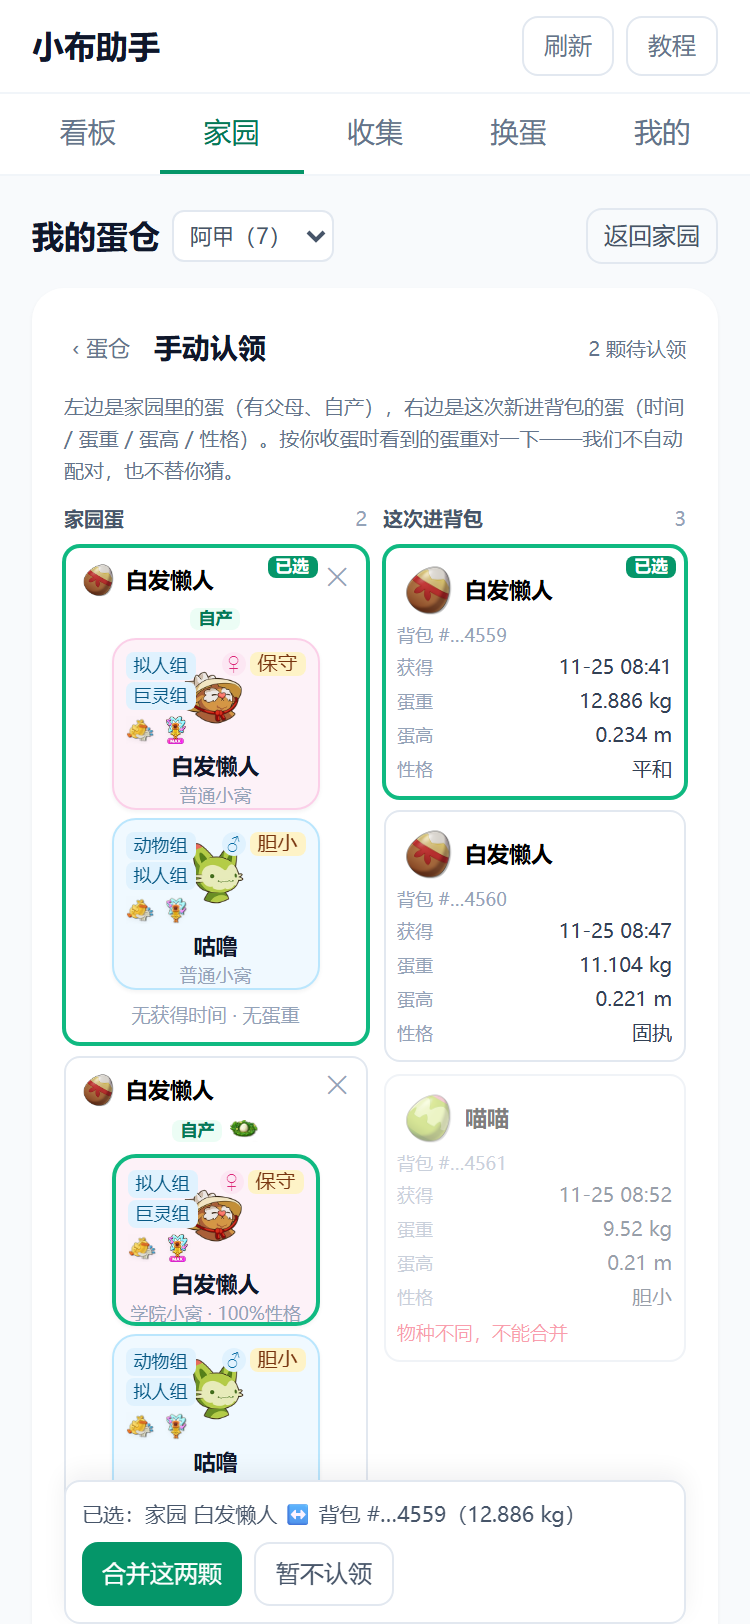 小布助手
刷新
教程
看板
家园
收集
换蛋
我的
我的蛋仓
阿甲（7）
返回家园
‹ 蛋仓
手动认领
2 颗待认领
左边是家园里的蛋（有父母、自产），右边是这次新进背包的蛋（时间
/ 蛋重 / 蛋高 / 性格）。按你收蛋时看到的蛋重对一下——我们不自动
配对，也不替你猜。
家园蛋
2
白发懒人
已选
自产
拟人组
♀
保守
巨灵组
MAX
白发懒人
普通小窝
动物组
♂
胆小
拟人组
咕噜
普通小窝
无获得时间 · 无蛋重
白发懒人
自产
拟人组
♀
保守
巨灵组
MAX
白发懒人
学院小窝 · 100%性格
动物组
♂
胆小
拟人组
咕噜
这次进背包
3
已选
白发懒人
背包 #…4559
获得 11-25 08:41
蛋重 12.886 kg
蛋高 0.234 m
性格 平和
白发懒人
背包 #…4560
获得 11-25 08:47
蛋重 11.104 kg
蛋高 0.221 m
性格 固执
喵喵
背包 #…4561
获得 11-25 08:52
蛋重 9.52 kg
蛋高 0.21 m
性格 胆小
物种不同，不能合并
已选：家园 白发懒人 ↔️ 背包 #…4559（12.886 kg）
合并这两颗
暂不认领